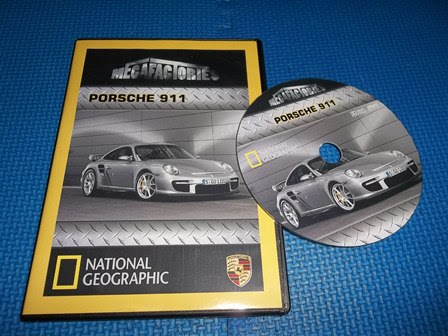 MEGAFACTORIES
PORSCHE 911
NATIONAL
GEOGRAPHIC
MEGAFACTORIES
PORSCHE 911
NATIONAL
GEOGRAPHIC